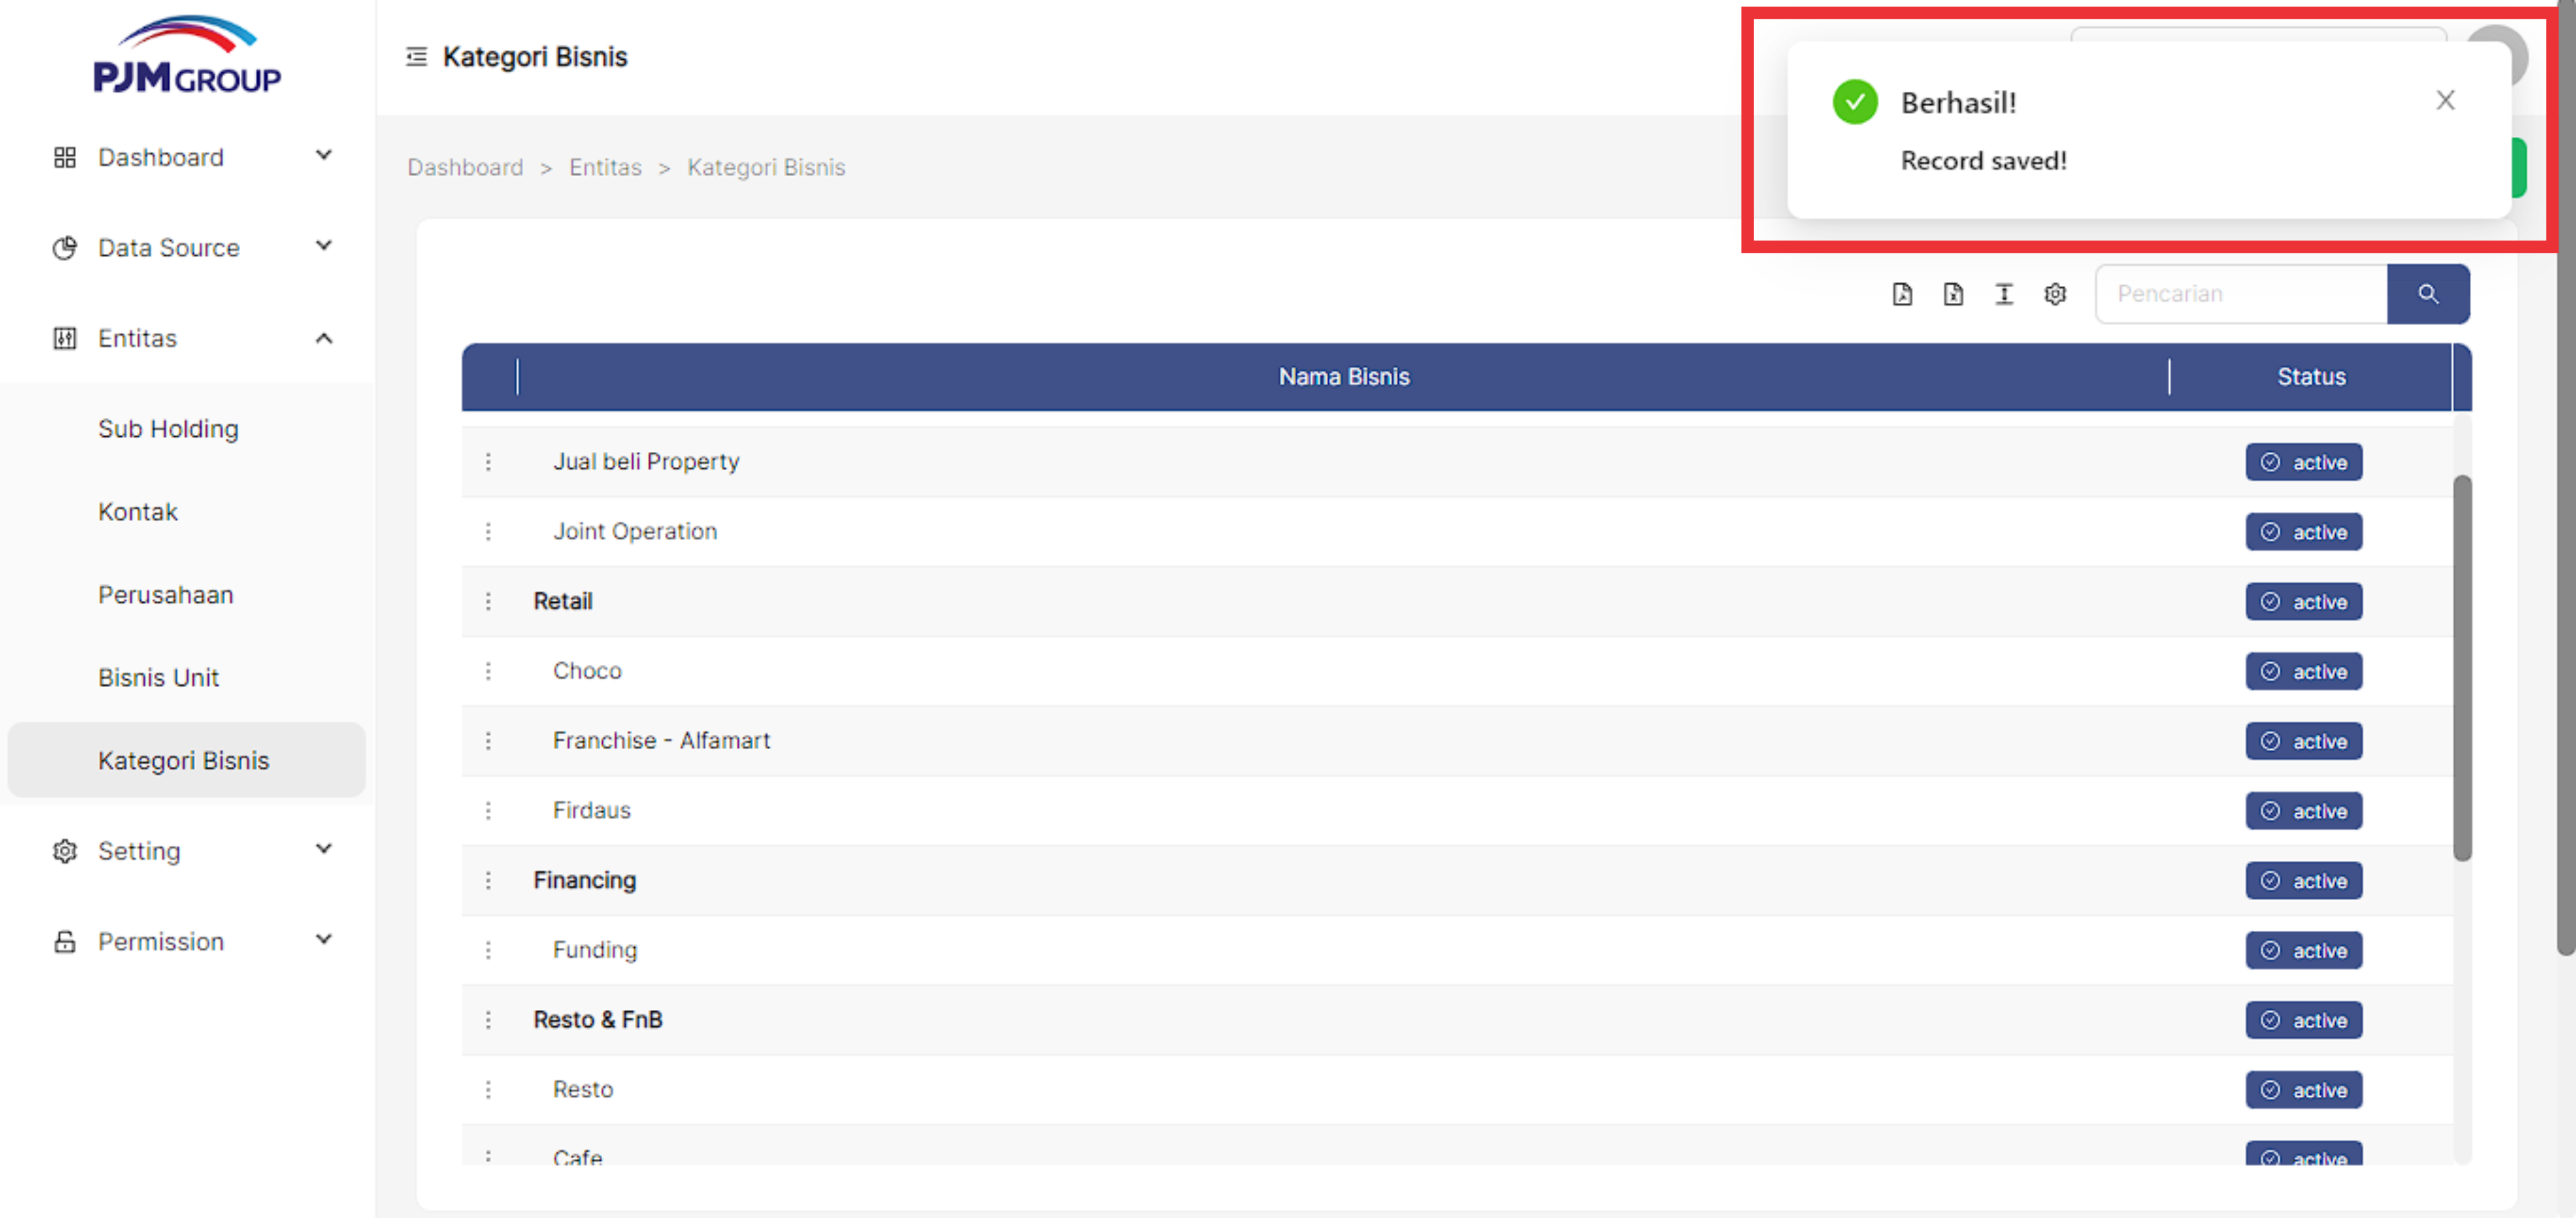 PJM GROUP
Dashboard
Data Source
Entitas
Sub Holding
Kontak
Perusahaan
Bisnis Unit
Kategori Bisnis
Setting
Permission
Kategori Bisnis
Dashboard > Entitas > Kategori Bisnis
Berhasil!
Record saved!
Pencarian
Nama Bisnis Status
Jual beli Property active
Joint Operation active
Retail active
Choco active
Franchise - Alfamart active
Firdaus active
Financing active
Funding active
Resto & FnB active
Resto active
Cafe active